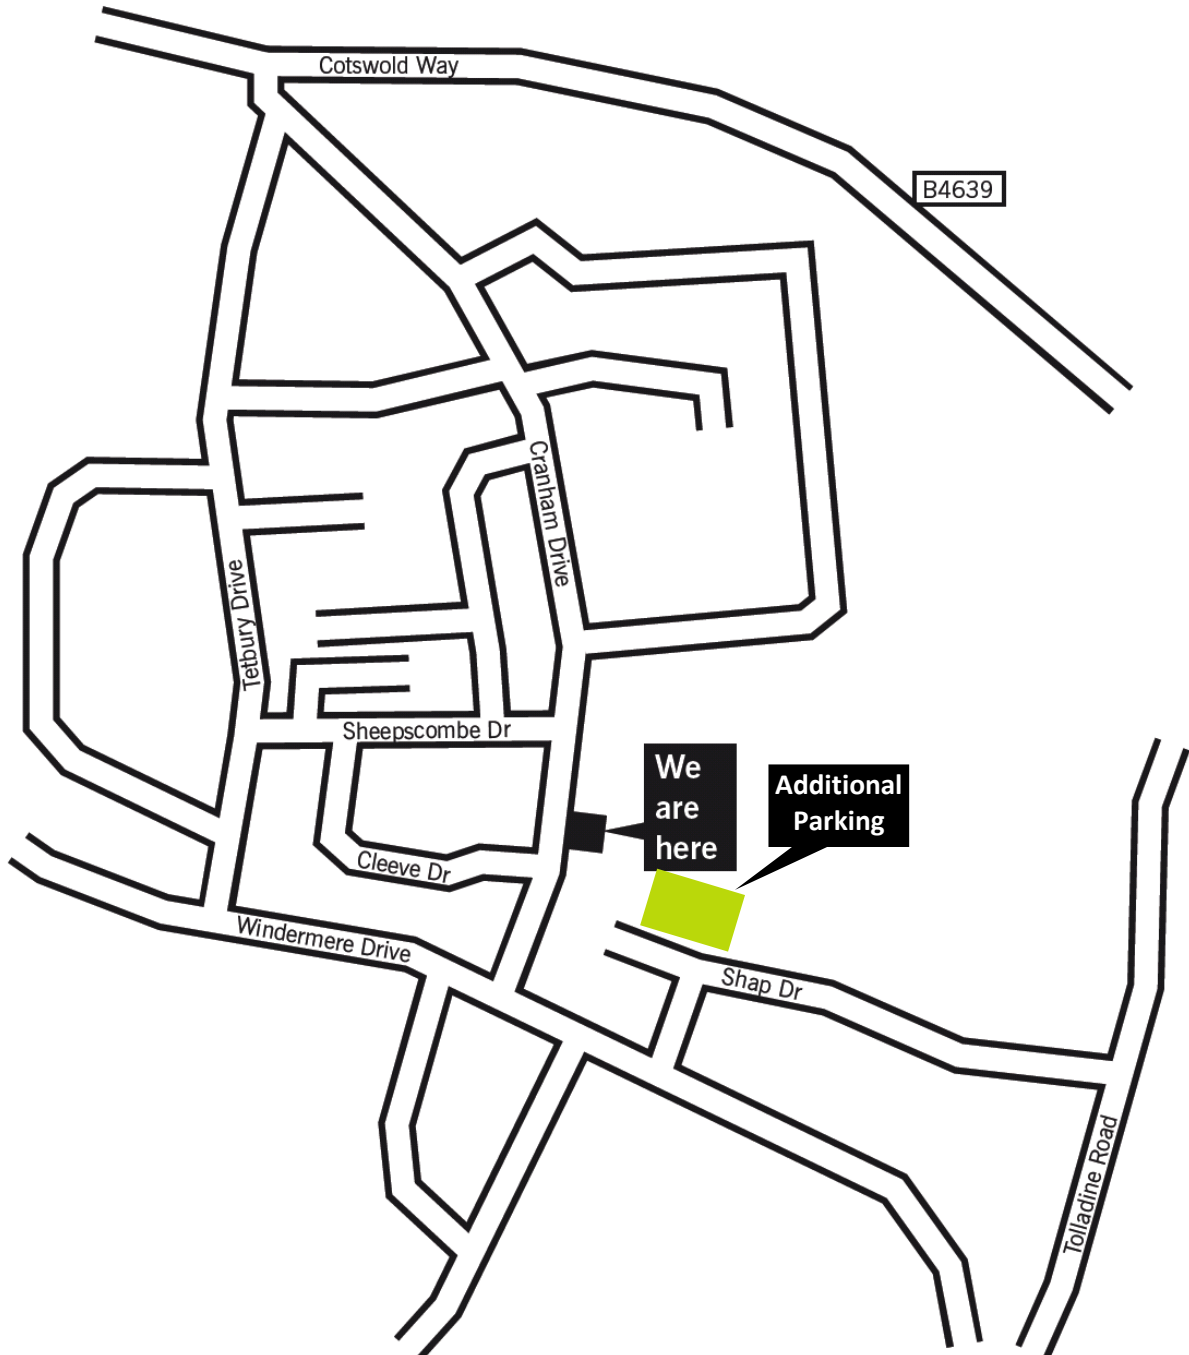 Cotswold Way
B4639
Cranham Drive
Tetbury Drive
Sheepscombe Dr
We
are
here
Additional
Parking
Cleeve Dr
Windermere Drive
Shap Dr
Tolladine Road